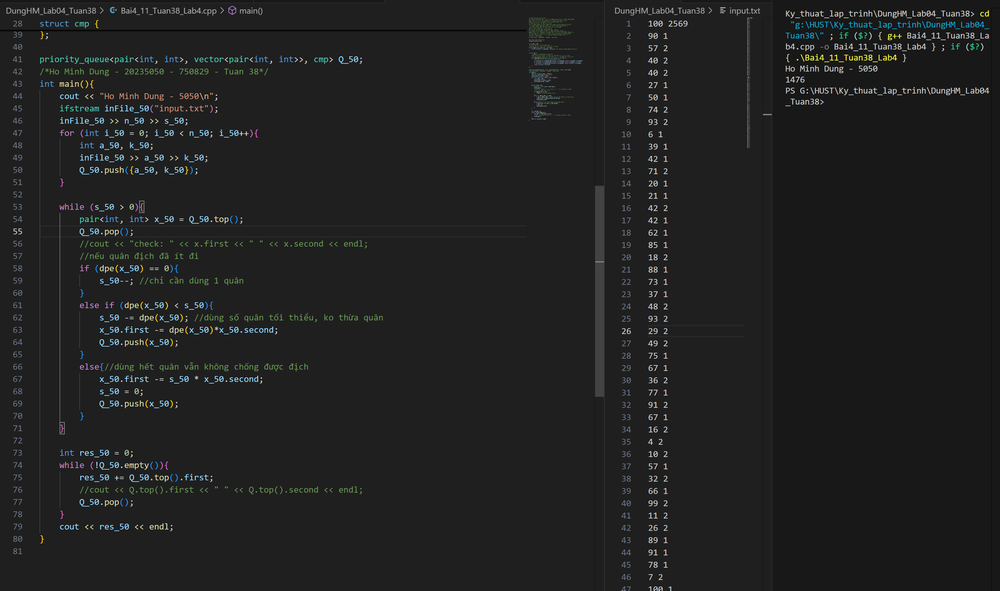 DungHM_Lab04_Tuan38 > Bai4_11_Tuan38_Lab4.cpp > main()
28 struct cmp {
39 };
40
41 priority_queue<pair<int, int>, vector<pair<int, int>>, cmp> Q_50;
42 /*Ho Minh Dung - 20235050 - 750829 - Tuan 38*/
43 int main(){
44     cout << "Ho Minh Dung - 5050\n";
45     ifstream inFile_50("input.txt");
46     inFile_50 >> n_50 >> s_50;
47     for (int i_50 = 0; i_50 < n_50; i_50++){
48         int a_50, k_50;
49         inFile_50 >> a_50 >> k_50;
50         Q_50.push({a_50, k_50});
51     }
52
53     while (s_50 > 0){
54         pair<int, int> x_50 = Q_50.top();
55         Q_50.pop();
56         //cout << "check: " << x.first << " " << x.second << endl;
57         //nếu quân địch đã ít đi
58         if (dpe(x_50) == 0){
59             s_50--; //chỉ cần dùng 1 quân
60         }
61         else if (dpe(x_50) < s_50){
62             s_50 -= dpe(x_50); //dùng số quân tối thiểu, ko thừa quân
63             x_50.first -= dpe(x_50)*x_50.second;
64             Q_50.push(x_50);
65         }
66         else{//dùng hết quân vẫn không chống được địch
67             x_50.first -= s_50 * x_50.second;
68             s_50 = 0;
69             Q_50.push(x_50);
70         }
71     }
72
73     int res_50 = 0;
74     while (!Q_50.empty()){
75         res_50 += Q_50.top().first;
76         //cout << Q.top().first << " " << Q.top().second << endl;
77         Q_50.pop();
78     }
79     cout << res_50 << endl;
80 }
81
DungHM_Lab04_Tuan38 > input.txt
1 100 2569
2 90 1
3 57 2
4 40 2
5 40 2
6 27 1
7 50 1
8 74 2
9 93 2
10 6 1
11 39 1
12 42 1
13 71 2
14 20 1
15 21 1
16 42 2
17 42 1
18 62 1
19 85 1
20 18 2
21 88 1
22 73 1
23 37 1
24 48 2
25 93 2
26 29 2
27 49 2
28 75 1
29 67 1
30 36 2
31 77 1
32 91 2
33 67 1
34 16 2
35 4 2
36 10 2
37 57 1
38 32 2
39 66 1
40 99 2
41 11 2
42 26 2
43 89 1
44 91 1
45 78 1
46 7 2
47 100 1
Ky_thuat_lap_trinh\DungHM_Lab04_Tuan38> cd
"g:\HUST\Ky_thuat_lap_trinh\DungHM_Lab04_
Tuan38\" ; if ($?) { g++ Bai4_11_Tuan38_La
b4.cpp -o Bai4_11_Tuan38_Lab4 } ; if ($?)
{ .\Bai4_11_Tuan38_Lab4 }
Ho Minh Dung - 5050
1476
PS G:\HUST\Ky_thuat_lap_trinh\DungHM_Lab04
_Tuan38>